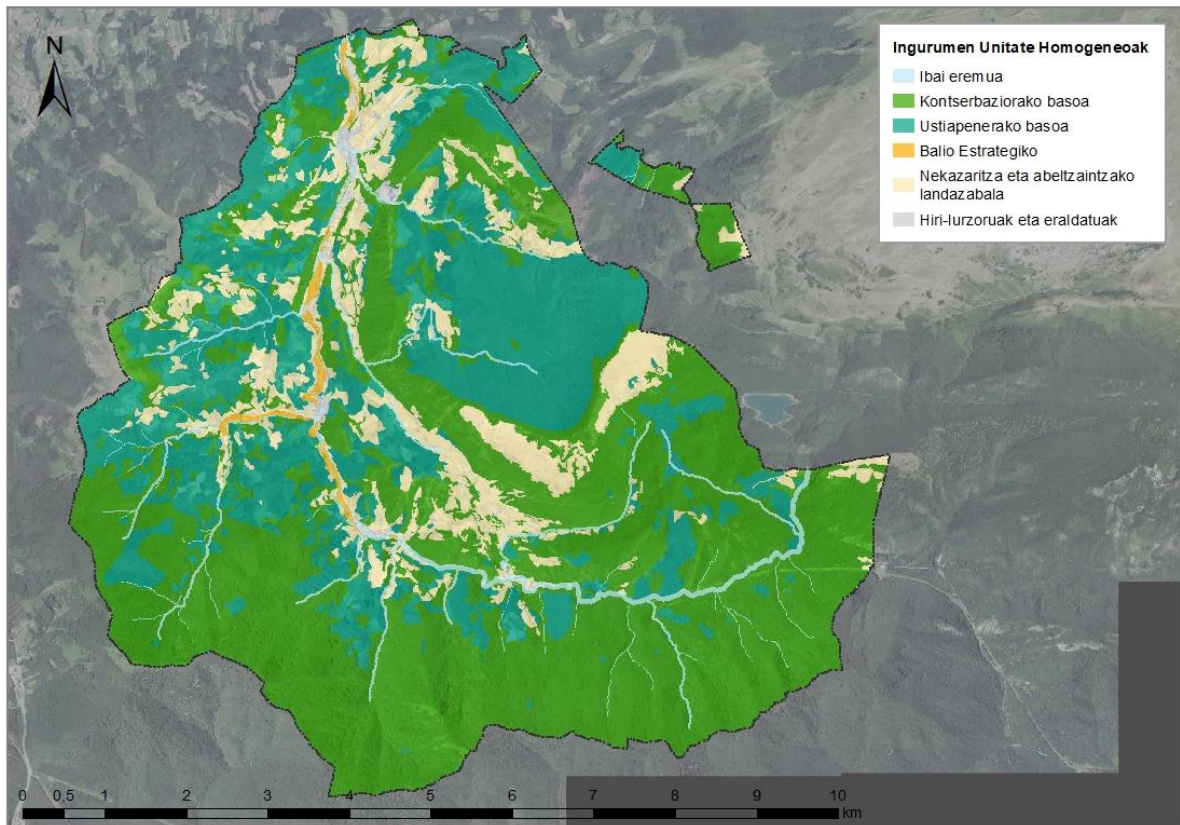 N
Ingurumen Unitate Homogeneoak
Ibai eremua
Kontserbaziorako basoa
Ustiapenerako basoa
Balio Estrategiko
Nekazaritza eta abeltzaintzako
landazabala
Hiri-lurzoruak eta eraldatuak
0 0,5 1 2 3 4 5 6 7 8 9 10
km